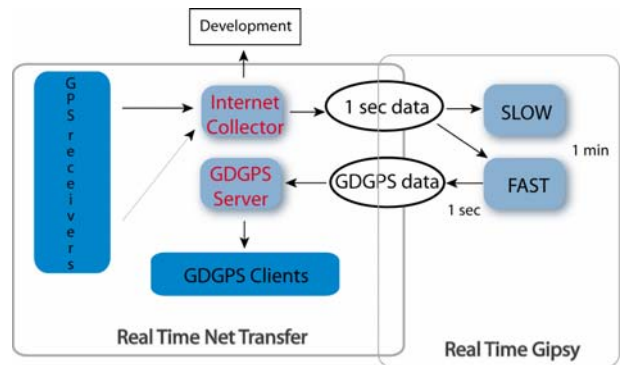 Development
GPS receivers
Internet
Collector
1 sec data
SLOW
1 min
GDGPS
Server
GDGPS data
FAST
1 sec
GDGPS Clients
Real Time Net Transfer
Real Time Gipsy